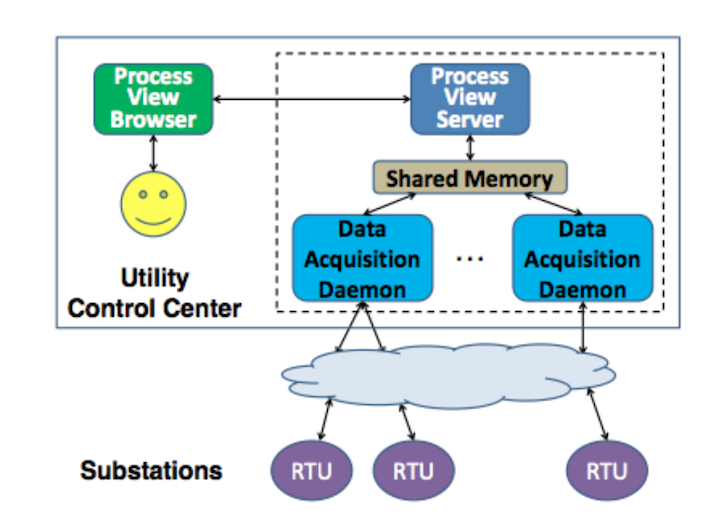 Process
View
Browser
Process
View
Server
Shared Memory
Data
Acquisition
Daemon
...
Data
Acquisition
Daemon
Utility
Control Center
Substations
RTU
RTU
RTU